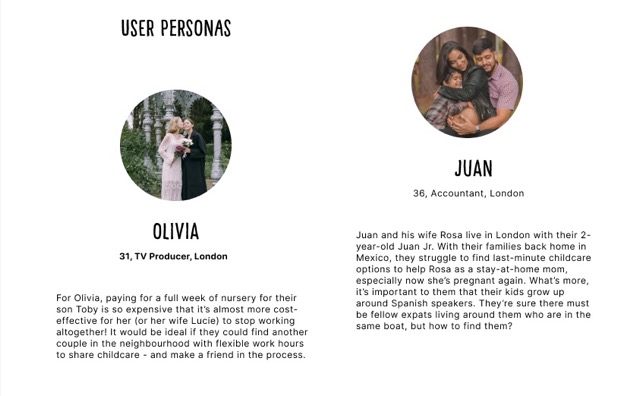 USER PERSONAS
OLIVIA
31, TV Producer, London
For Olivia, paying for a full week of nursery for their
son Toby is so expensive that it's almost more cost-
effective for her (or her wife Lucie) to stop working
altogether! It would be ideal if they could find another
couple in the neighbourhood with flexible work hours
to share childcare - and make a friend in the process.
JUAN
36, Accountant, London
Juan and his wife Rosa live in London with their 2-
year-old Juan Jr. With their families back home in
Mexico, they struggle to find last-minute childcare
options to help Rosa as a stay-at-home mom,
especially now she's pregnant again. What's more,
it's important to them that their kids grow up
around Spanish speakers. They're sure there must
be fellow expats living around them who are in the
same boat, but how to find them?